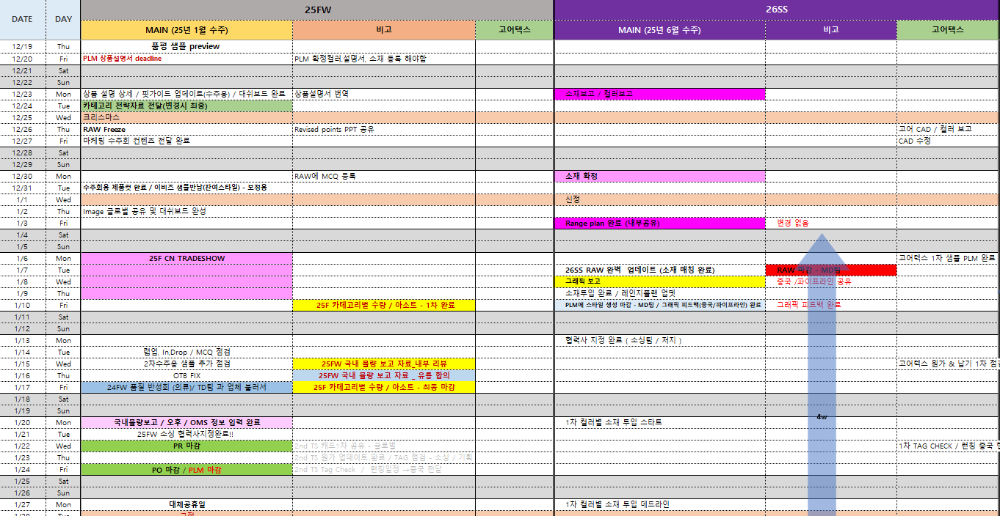 DATE DAY 25FW 26SS
MAIN (25년 1월 수주) 비고 고어텍스 MAIN (25년 6월 수주) 비고 고어텍스
12/19 Thu 품평 샘플 preview
12/20 Fri PLM 상품설명서 deadline PLM 확정컬러,설명서, 소재 등록 해야함
12/21 Sat
12/22 Sun
12/23 Mon 상품 설명 상세 / 핏가이드 업데이트(수주용) / 대쉬보드 완료 상품설명서 번역 소재보고 / 컬러보고
12/24 Tue 카테고리 전략자료 전달(변경시 최종)
12/25 Wed 크리스마스
12/26 Thu RAW Freeze Revised points PPT 공유 고어 CAD / 컬러 보고
12/27 Fri 마케팅 수주회 컨텐츠 전달 완료 CAD 수정
12/28 Sat
12/29 Sun
12/30 Mon RAW에 MCQ 등록 소재 확정
12/31 Tue 수주회용 제품컷 완료 / 이비즈 샘플반납(잔여스타일) - 보정용
1/1 Wed 신정
1/2 Thu Image 글로벌 공유 및 대쉬보드 완성
1/3 Fri Range plan 완료 (내부공유) 변경 없음
1/4 Sat
1/5 Sun
1/6 Mon 25F CN TRADESHOW 고어텍스 1차 샘플 PLM 완료
1/7 Tue 26SS RAW 완벽 업데이트 (소재 매칭 완료) RAW 마감 - MD팀
1/8 Wed 그래픽 보고 중국 /파이프라인 공유
1/9 Thu 소재투입 완료 / 레인지플랜 업뎃
1/10 Fri 25F 카테고리별 수량 / 아소트 - 1차 완료 PLM에 스타일 생성 마감 - MD팀 / 그래픽 피드백(중국/파이프라인) 완료 그래픽 피드백 완료
1/11 Sat
1/12 Sun
1/13 Mon 협력사 지정 완료 ( 소싱팀 / 저지 )
1/14 Tue 랩업, In,Drop / MCQ 점검
1/15 Wed 2차수주용 샘플 추가 점검 25FW 국내 물량 보고 자료_내부 리뷰 고어텍스 원가 & 납기 1차 점검
1/16 Thu OTB FIX 25FW 국내 물량 보고 자료 _ 유통 합의
1/17 Fri 24FW 품질 반성회 (의류)/ TD팀 과 업체 불러서 25F 카테고리별 수량 / 아소트 - 최종 마감
1/18 Sat
1/19 Sun
4w
1/20 Mon 국내물량보고 / 오후 / OMS 정보 입력 완료 1차 컬러별 소재 투입 스타트
1/21 Tue 25FW 소싱 협력사지정완료!!
1/22 Wed PR 마감 2nd TS 캐드1차 공유 - 글로벌 1차 TAG CHECK / 런칭 중국
1/23 Thu 2nd TS 원가 업데이트 완료 / TAG 점검 - 소싱 / 기획
1/24 Fri PO 마감 / PLM 마감 2nd TS Tag Check / 런칭일정 →중국 전달
1/25 Sat
1/26 Sun
1/27 Mon 대체공휴일 1차 컬러별 소재 투입 데드라인